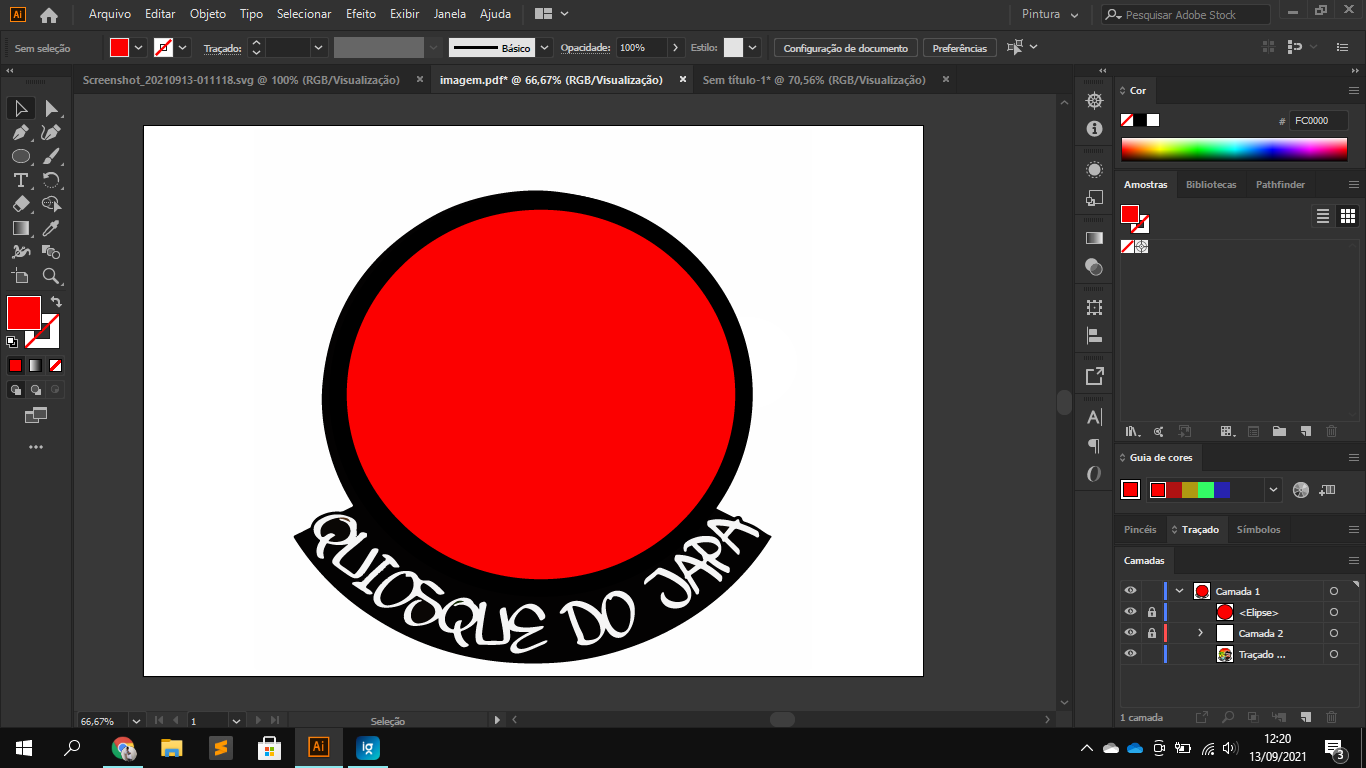 Ai Arquivo Editar Objeto Tipo Selecionar Efeito Exibir Janela Ajuda Pintura Pesquisar Adobe Stock
Sem seleção Traçado: Básico Opacidade: 100% Estilo: Configuração de documento Preferências
Screenshot_20210913-011118.svg @ 100% (RGB/Visualização) × imagem.pdf* @ 66,67% (RGB/Visualização) × Sem título-1* @ 70,56% (RGB/Visualização) ×
Cor
# FC0000
Amostras Bibliotecas Pathfinder
QUIOSQUE DO JAPA
Guia de cores
Pincéis Traçado Símbolos
Camadas
Camada 1
<Elipse>
Camada 2
Traçado ...
1 camada
66,67% 1 Seleção
Ai ig
12:20
13/09/2021
3